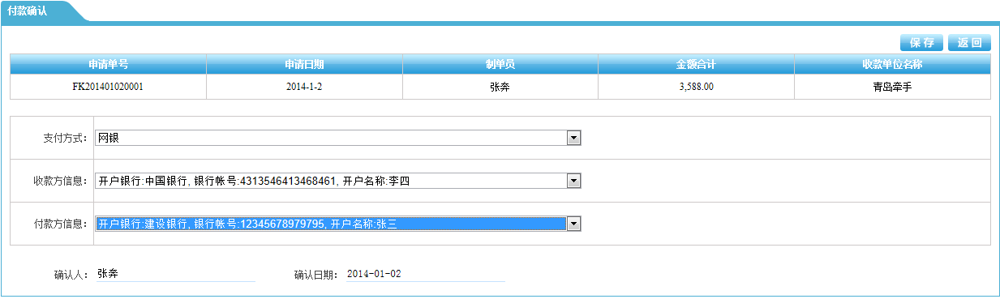 付款确认
保 存 返 回
申请单号 申请日期 制单员 金额合计 收款单位名称
FK201401020001 2014-1-2 张奔 3,588.00 青岛牵手
支付方式： 网银
收款方信息： 开户银行:中国银行, 银行帐号:4313546413468461, 开户名称:李四
付款方信息： 开户银行:建设银行, 银行帐号:12345678979795, 开户名称:张三
确认人： 张奔 确认日期： 2014-01-02